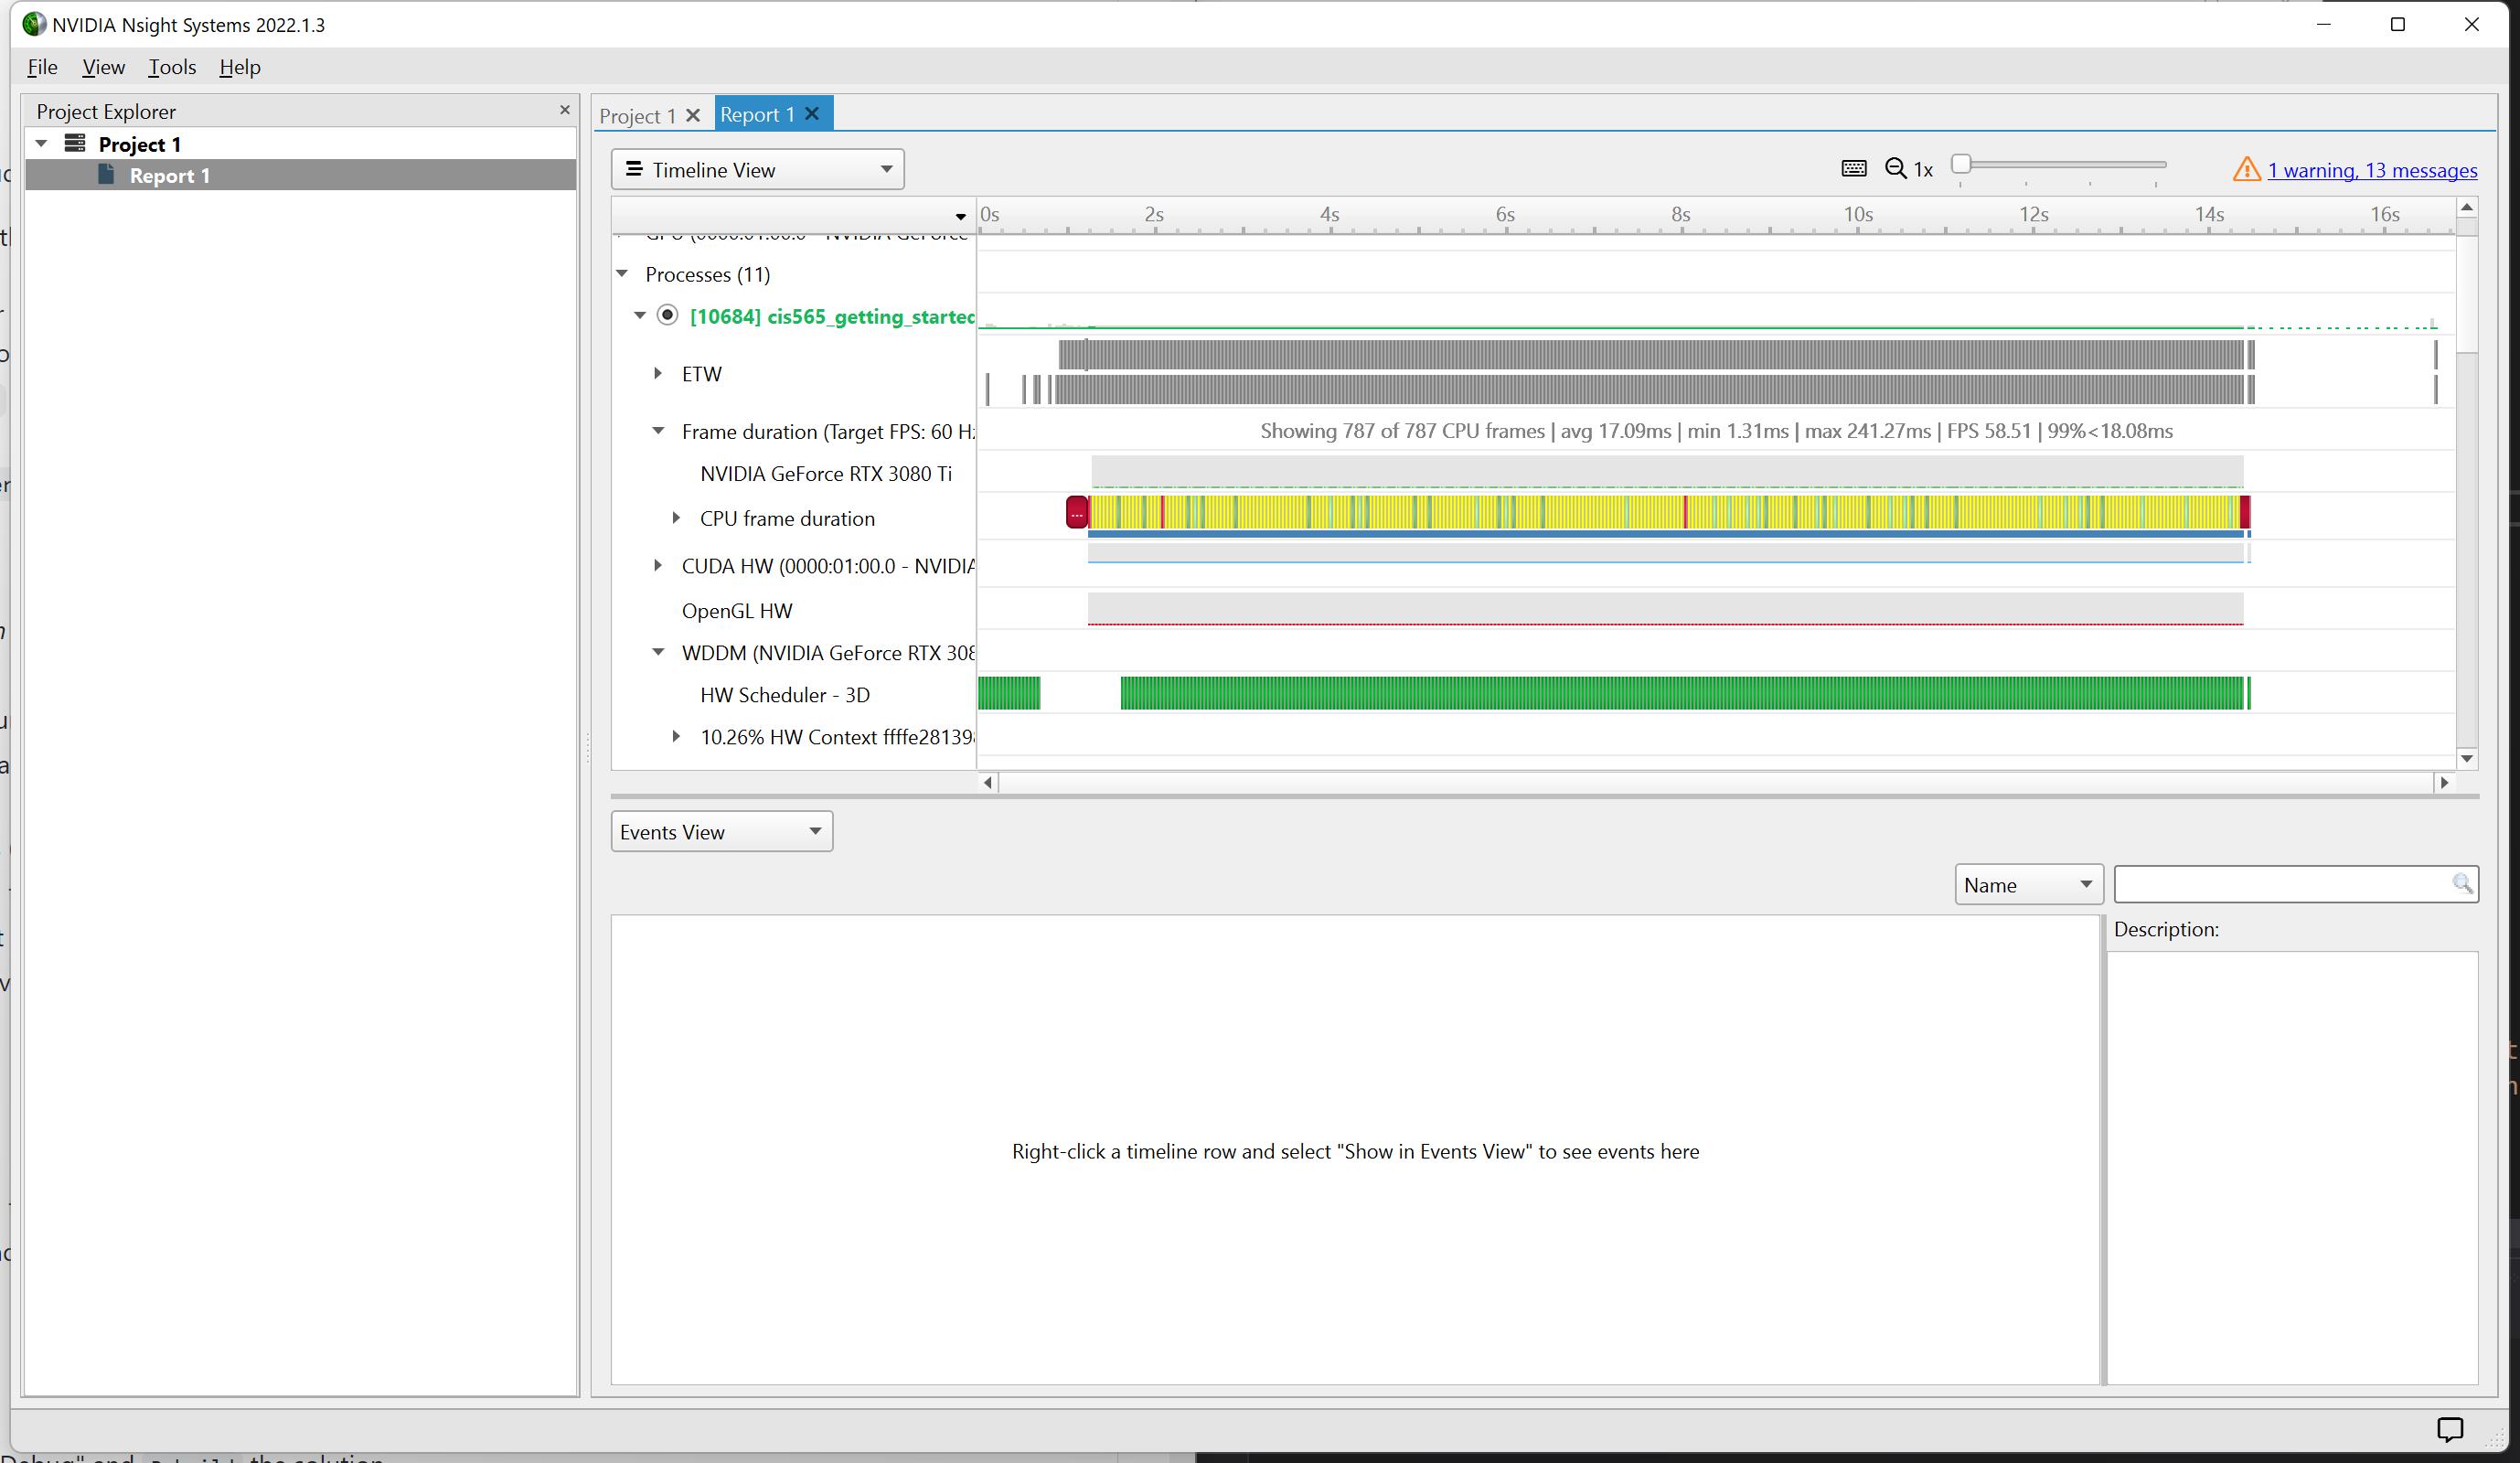 NVIDIA Nsight Systems 2022.1.3
File View Tools Help
Project Explorer
Project 1
Report 1
Project 1
Report 1
Timeline View
1x
1 warning, 13 messages
0s 2s 4s 6s 8s 10s 12s 14s 16s
Processes (11)
[10684] cis565_getting_started
ETW
Frame duration (Target FPS: 60 Hz
Showing 787 of 787 CPU frames | avg 17.09ms | min 1.31ms | max 241.27ms | FPS 58.51 | 99%<18.08ms
NVIDIA GeForce RTX 3080 Ti
CPU frame duration
...
CUDA HW (0000:01:00.0 - NVIDIA
OpenGL HW
WDDM (NVIDIA GeForce RTX 308
HW Scheduler - 3D
10.26% HW Context ffffe28139
Events View
Name
Description:
Right-click a timeline row and select "Show in Events View" to see events here
the solution